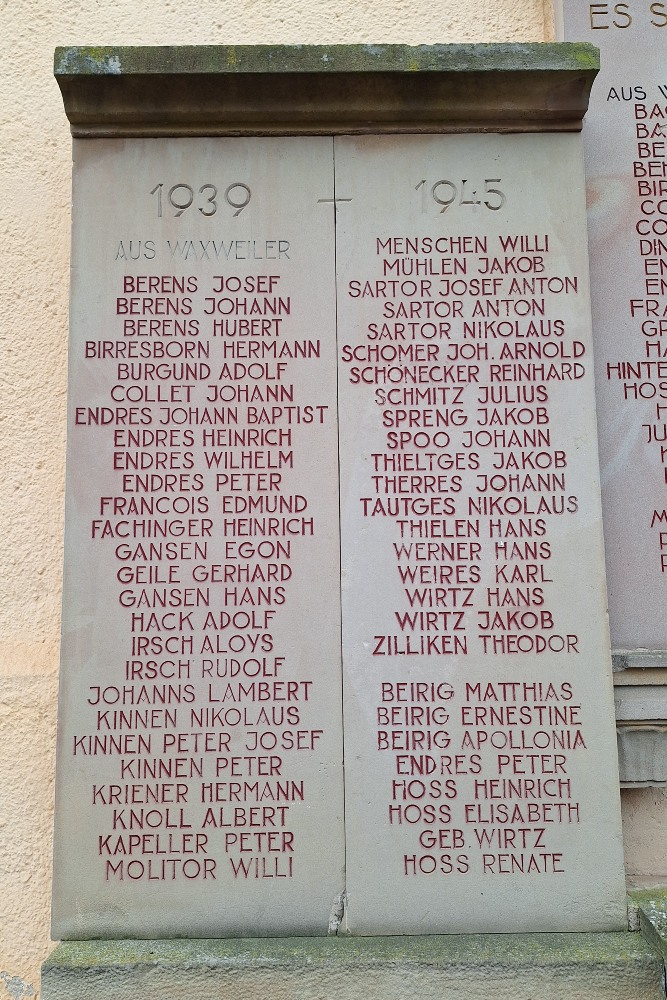 1939 – 1945
AUS WAXWEILER
BERENS JOSEF
BERENS JOHANN
BERENS HUBERT
BIRRESBORN HERMANN
BURGUND ADOLF
COLLET JOHANN
ENDRES JOHANN BAPTIST
ENDRES HEINRICH
ENDRES WILHELM
ENDRES PETER
FRANCOIS EDMUND
FACHINGER HEINRICH
GANSEN EGON
GEILE GERHARD
GANSEN HANS
HACK ADOLF
IRSCH ALOYS
IRSCH RUDOLF
JOHANNS LAMBERT
KINNEN NIKOLAUS
KINNEN PETER JOSEF
KINNEN PETER
KRIENER HERMANN
KNOLL ALBERT
KAPELLER PETER
MOLITOR WILLI
MENSCHEN WILLI
MÜHLEN JAKOB
SARTOR JOSEF ANTON
SARTOR ANTON
SARTOR NIKOLAUS
SCHOMER JOH. ARNOLD
SCHÖNECKER REINHARD
SCHMITZ JULIUS
SPRENG JAKOB
SPOO JOHANN
THIELTGES JAKOB
THERRES JOHANN
TAUTGES NIKOLAUS
THIELEN HANS
WERNER HANS
WEIRES KARL
WIRTZ HANS
WIRTZ JAKOB
ZILLIKEN THEODOR
BEIRIG MATTHIAS
BEIRIG ERNESTINE
BEIRIG APOLLONIA
ENDRES PETER
HOSS HEINRICH
HOSS ELISABETH
GEB. WIRTZ
HOSS RENATE
ES
AUS